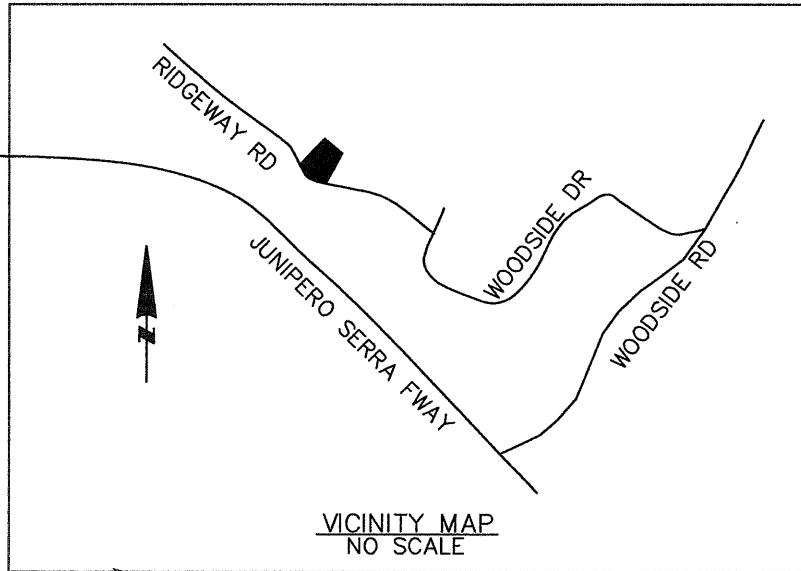 RIDGEWAY RD
WOODSIDE DR
JUNIPERO SERRA FWAY
WOODSIDE RD
N
VICINITY MAP
NO SCALE